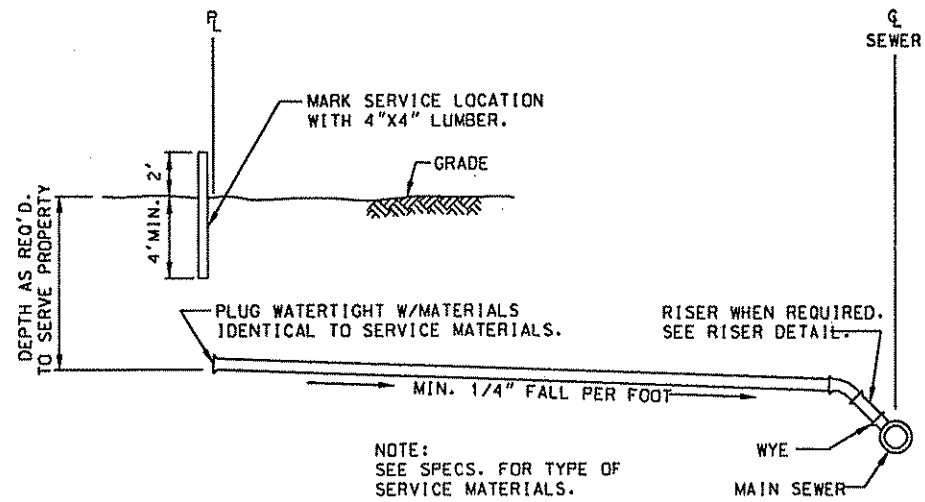 PL
CL
SEWER
MARK SERVICE LOCATION
WITH 4"X4" LUMBER.
GRADE
2'
4' MIN.
DEPTH AS REQ'D.
TO SERVE PROPERTY
PLUG WATERTIGHT W/MATERIALS
IDENTICAL TO SERVICE MATERIALS.
RISER WHEN REQUIRED.
SEE RISER DETAIL.
MIN. 1/4" FALL PER FOOT
NOTE:
SEE SPECS. FOR TYPE OF
SERVICE MATERIALS.
WYE
MAIN SEWER